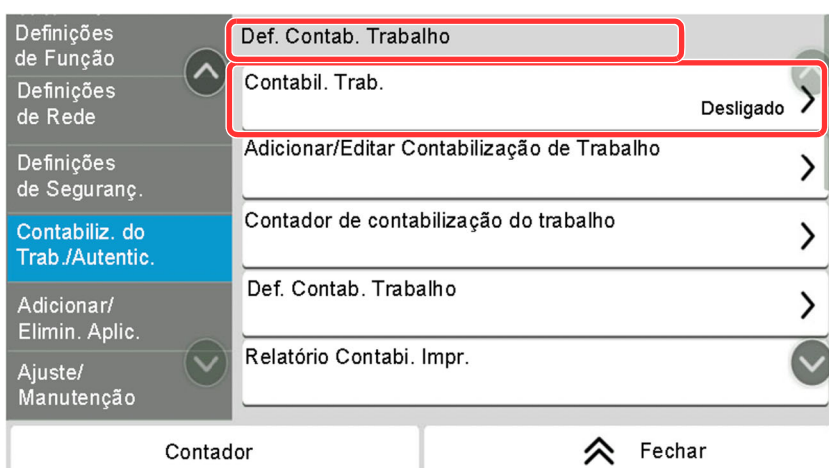 Definições
de Função
Definições
de Rede
Definições
de Seguranç.
Contabiliz. do
Trab./Autentic.
Adicionar/
Elimin. Aplic.
Ajuste/
Manutenção
Def. Contab. Trabalho
Contabil. Trab.
Desligado
Adicionar/Editar Contabilização de Trabalho
Contador de contabilização do trabalho
Def. Contab. Trabalho
Relatório Contabi. Impr.
Contador
Fechar